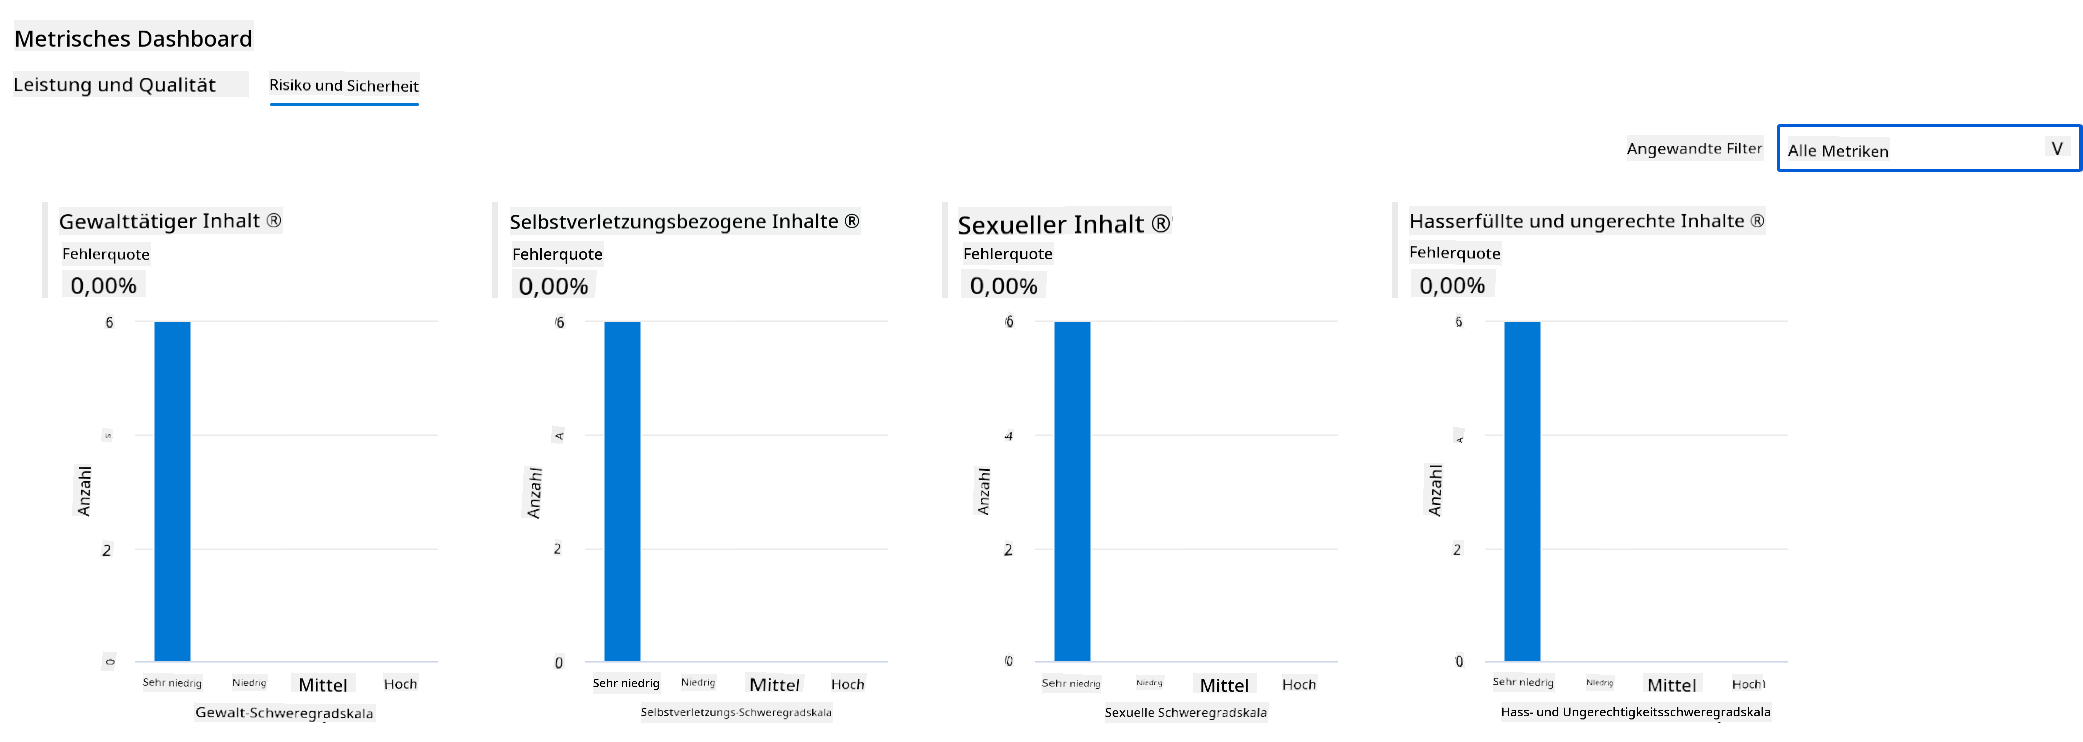 Metrisches Dashboard
Leistung und Qualität
Risiko und Sicherheit
Angewandte Filter
Alle Metriken
V
Gewalttätiger Inhalt ®
Fehlerquote
0,00%
6
2
0
Anzahl
Sehr niedrig Niedrig Mittel Hoch
Gewalt-Schweregradskala
Selbstverletzungsbezogene Inhalte ®
Fehlerquote
0,00%
6
A
2
0
Anzahl
Sehr niedrig Niedrig Mittel Hoch
Selbstverletzungs-Schweregradskala
Sexueller Inhalt ®
Fehlerquote
0,00%
6
4
2
0
Anzahl
Sehr niedrig Niedrig Mittel Hoch
Sexuelle Schweregradskala
Hasserfüllte und ungerechte Inhalte ®
Fehlerquote
0,00%
6
A
2
0
Anzahl
Sehr niedrig Niedrig Mittel Hoch
Hass- und Ungerechtigkeitsschweregradskala